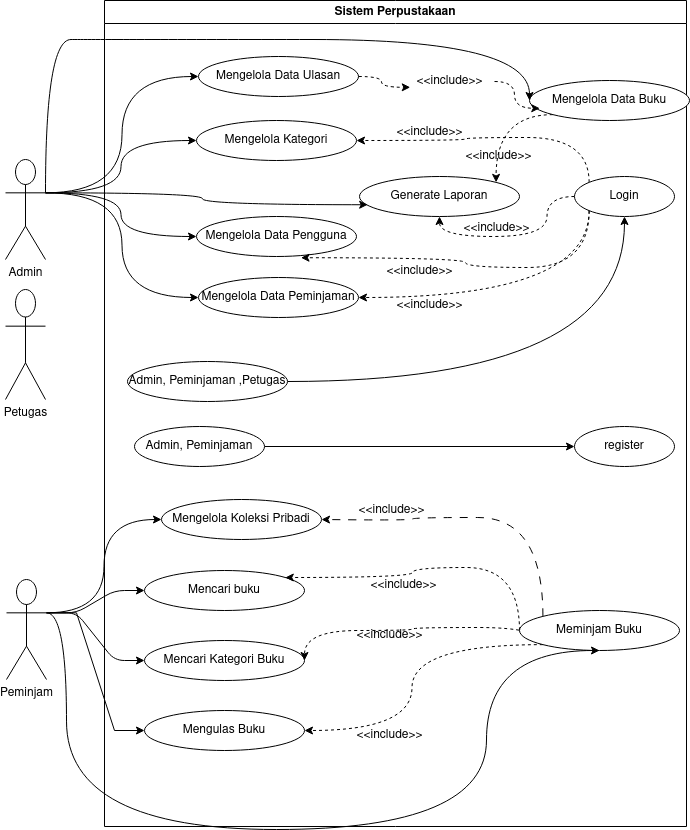 Sistem Perpustakaan
Mengelola Data Ulasan
<<include>>
Mengelola Data Buku
Mengelola Kategori
<<include>>
<<include>>
Generate Laporan
Login
<<include>>
Mengelola Data Pengguna
<<include>>
Admin
Mengelola Data Peminjaman
<<include>>
Petugas
Admin, Peminjaman ,Petugas
Admin, Peminjaman
register
<<include>>
Mengelola Koleksi Pribadi
Mencari buku
<<include>>
Meminjam Buku
<<include>>
Mencari Kategori Buku
Peminjam
Mengulas Buku
<<include>>